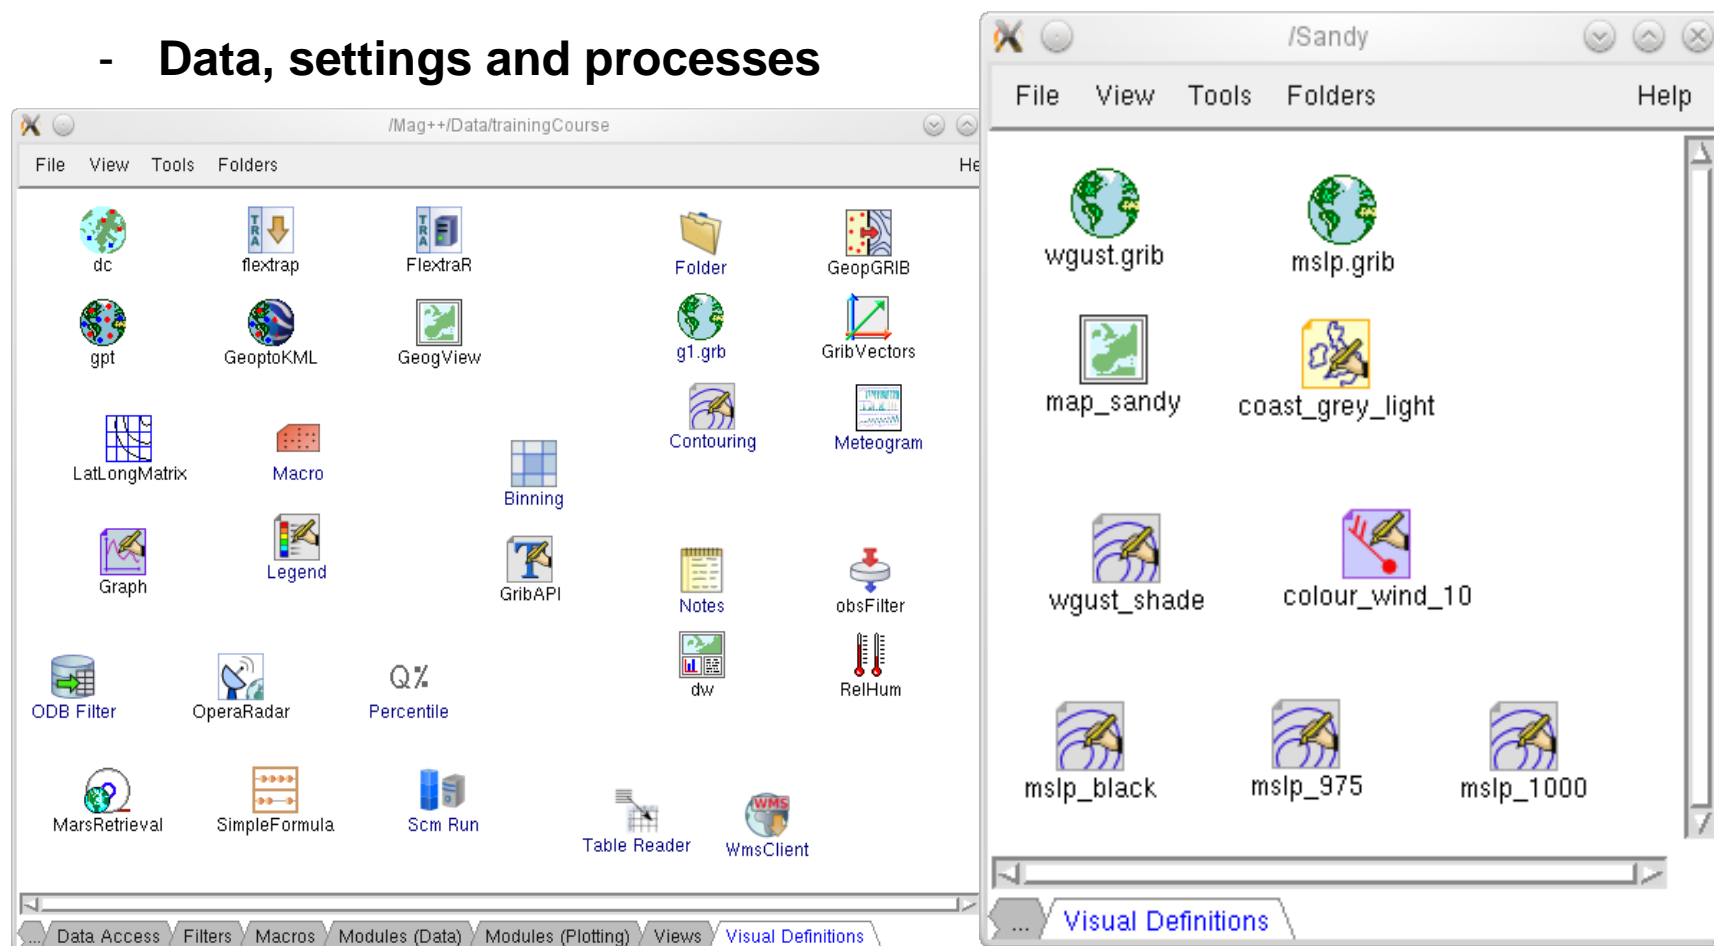 - Data, settings and processes
/Mag++/Data/trainingCourse
File View Tools Folders He
dc flextrap FlextraR Folder GeopGRIB
gpt GeoptoKML GeogView g1.grb GribVectors
LatLongMatrix Macro Binning Contouring Meteogram
Graph Legend GribAPI Notes obsFilter
ODB Filter OperaRadar Q% Percentile dw RelHum
MarsRetrieval SimpleFormula Scm Run Table Reader WMS WmsClient
... Data Access Filters Macros Modules (Data) Modules (Plotting) Views Visual Definitions
/Sandy
File View Tools Folders Help
wgust.grib mslp.grib
map_sandy coast_grey_light
wgust_shade colour_wind_10
mslp_black mslp_975 mslp_1000
... Visual Definitions